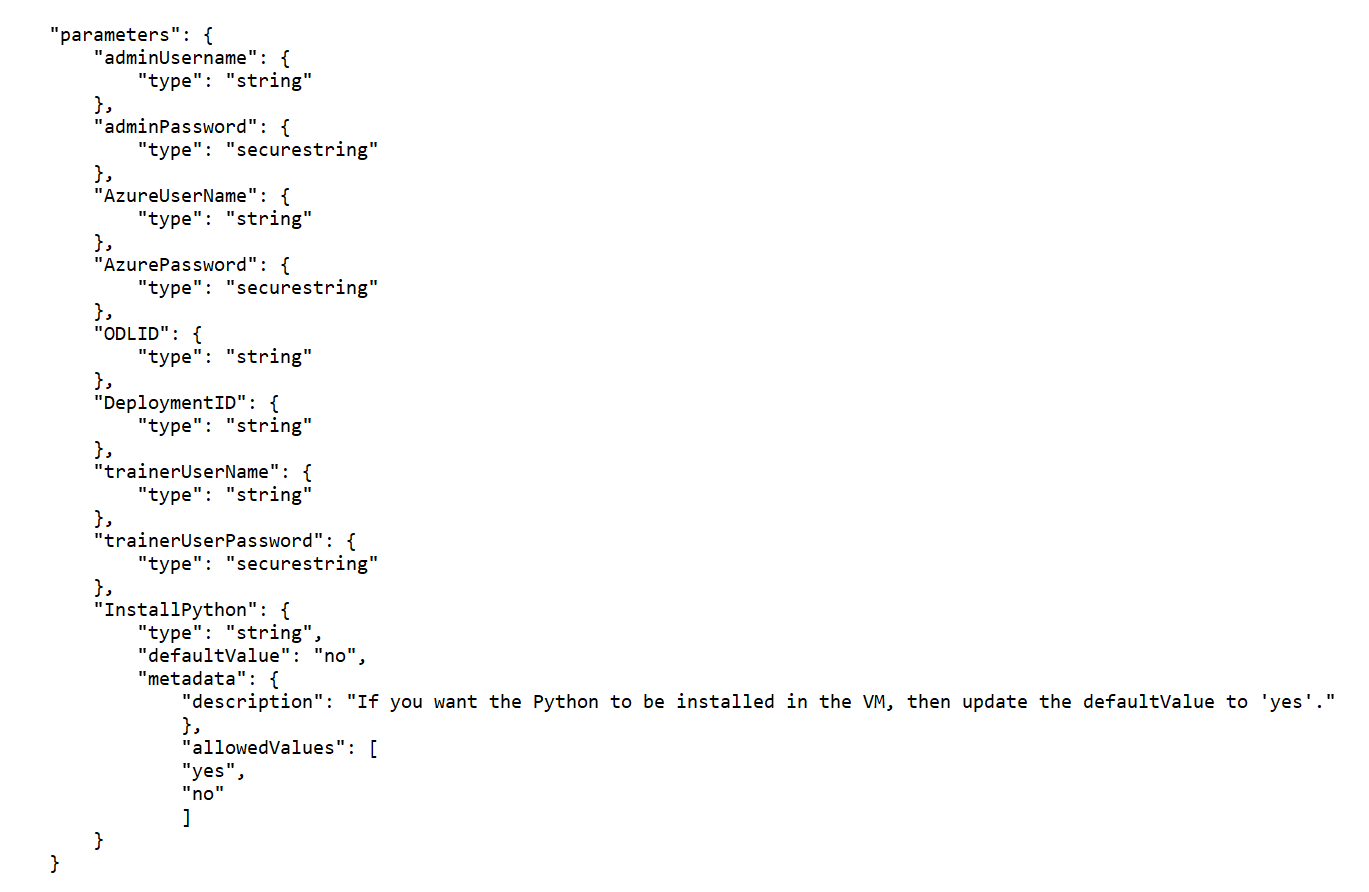 "parameters": {
    "adminUsername": {
        "type": "string"
    },
    "adminPassword": {
        "type": "securestring"
    },
    "AzureUserName": {
        "type": "string"
    },
    "AzurePassword": {
        "type": "securestring"
    },
    "ODLID": {
        "type": "string"
    },
    "DeploymentID": {
        "type": "string"
    },
    "trainerUserName": {
        "type": "string"
    },
    "trainerUserPassword": {
        "type": "securestring"
    },
    "InstallPython": {
        "type": "string",
        "defaultValue": "no",
        "metadata": {
            "description": "If you want the Python to be installed in the VM, then update the defaultValue to 'yes'."
            },
            "allowedValues": [
            "yes",
            "no"
            ]
    }
}